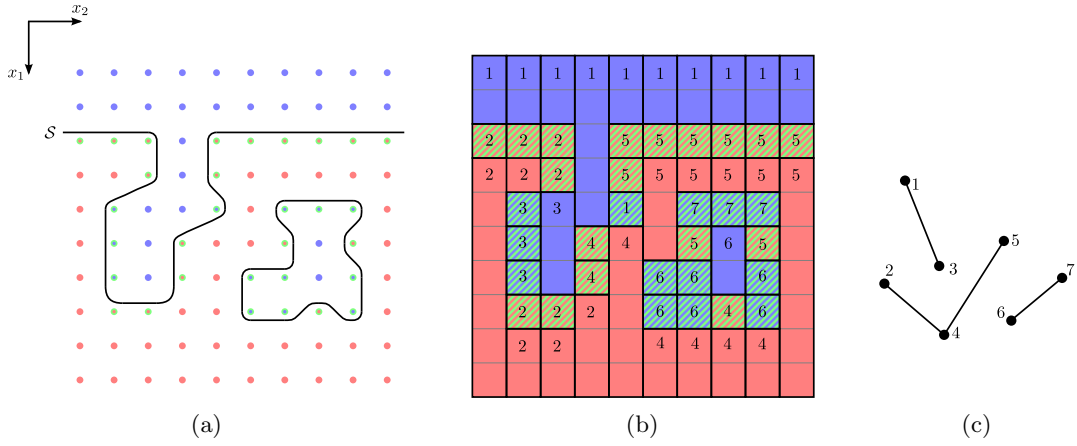 x₂
x₁
S
1 1 1 1 1 1 1 1 1 1
2 2 2 5 5 5 5 5 5
2 2 2 5 5 5 5 5 5
3 3 1 7 7 7
3 4 4 5 6 5
3 4 6 6 6
2 2 2 6 6 4 6
2 2 4 4 4 4
1
5
3
2
7
6
4
(a) (b) (c)